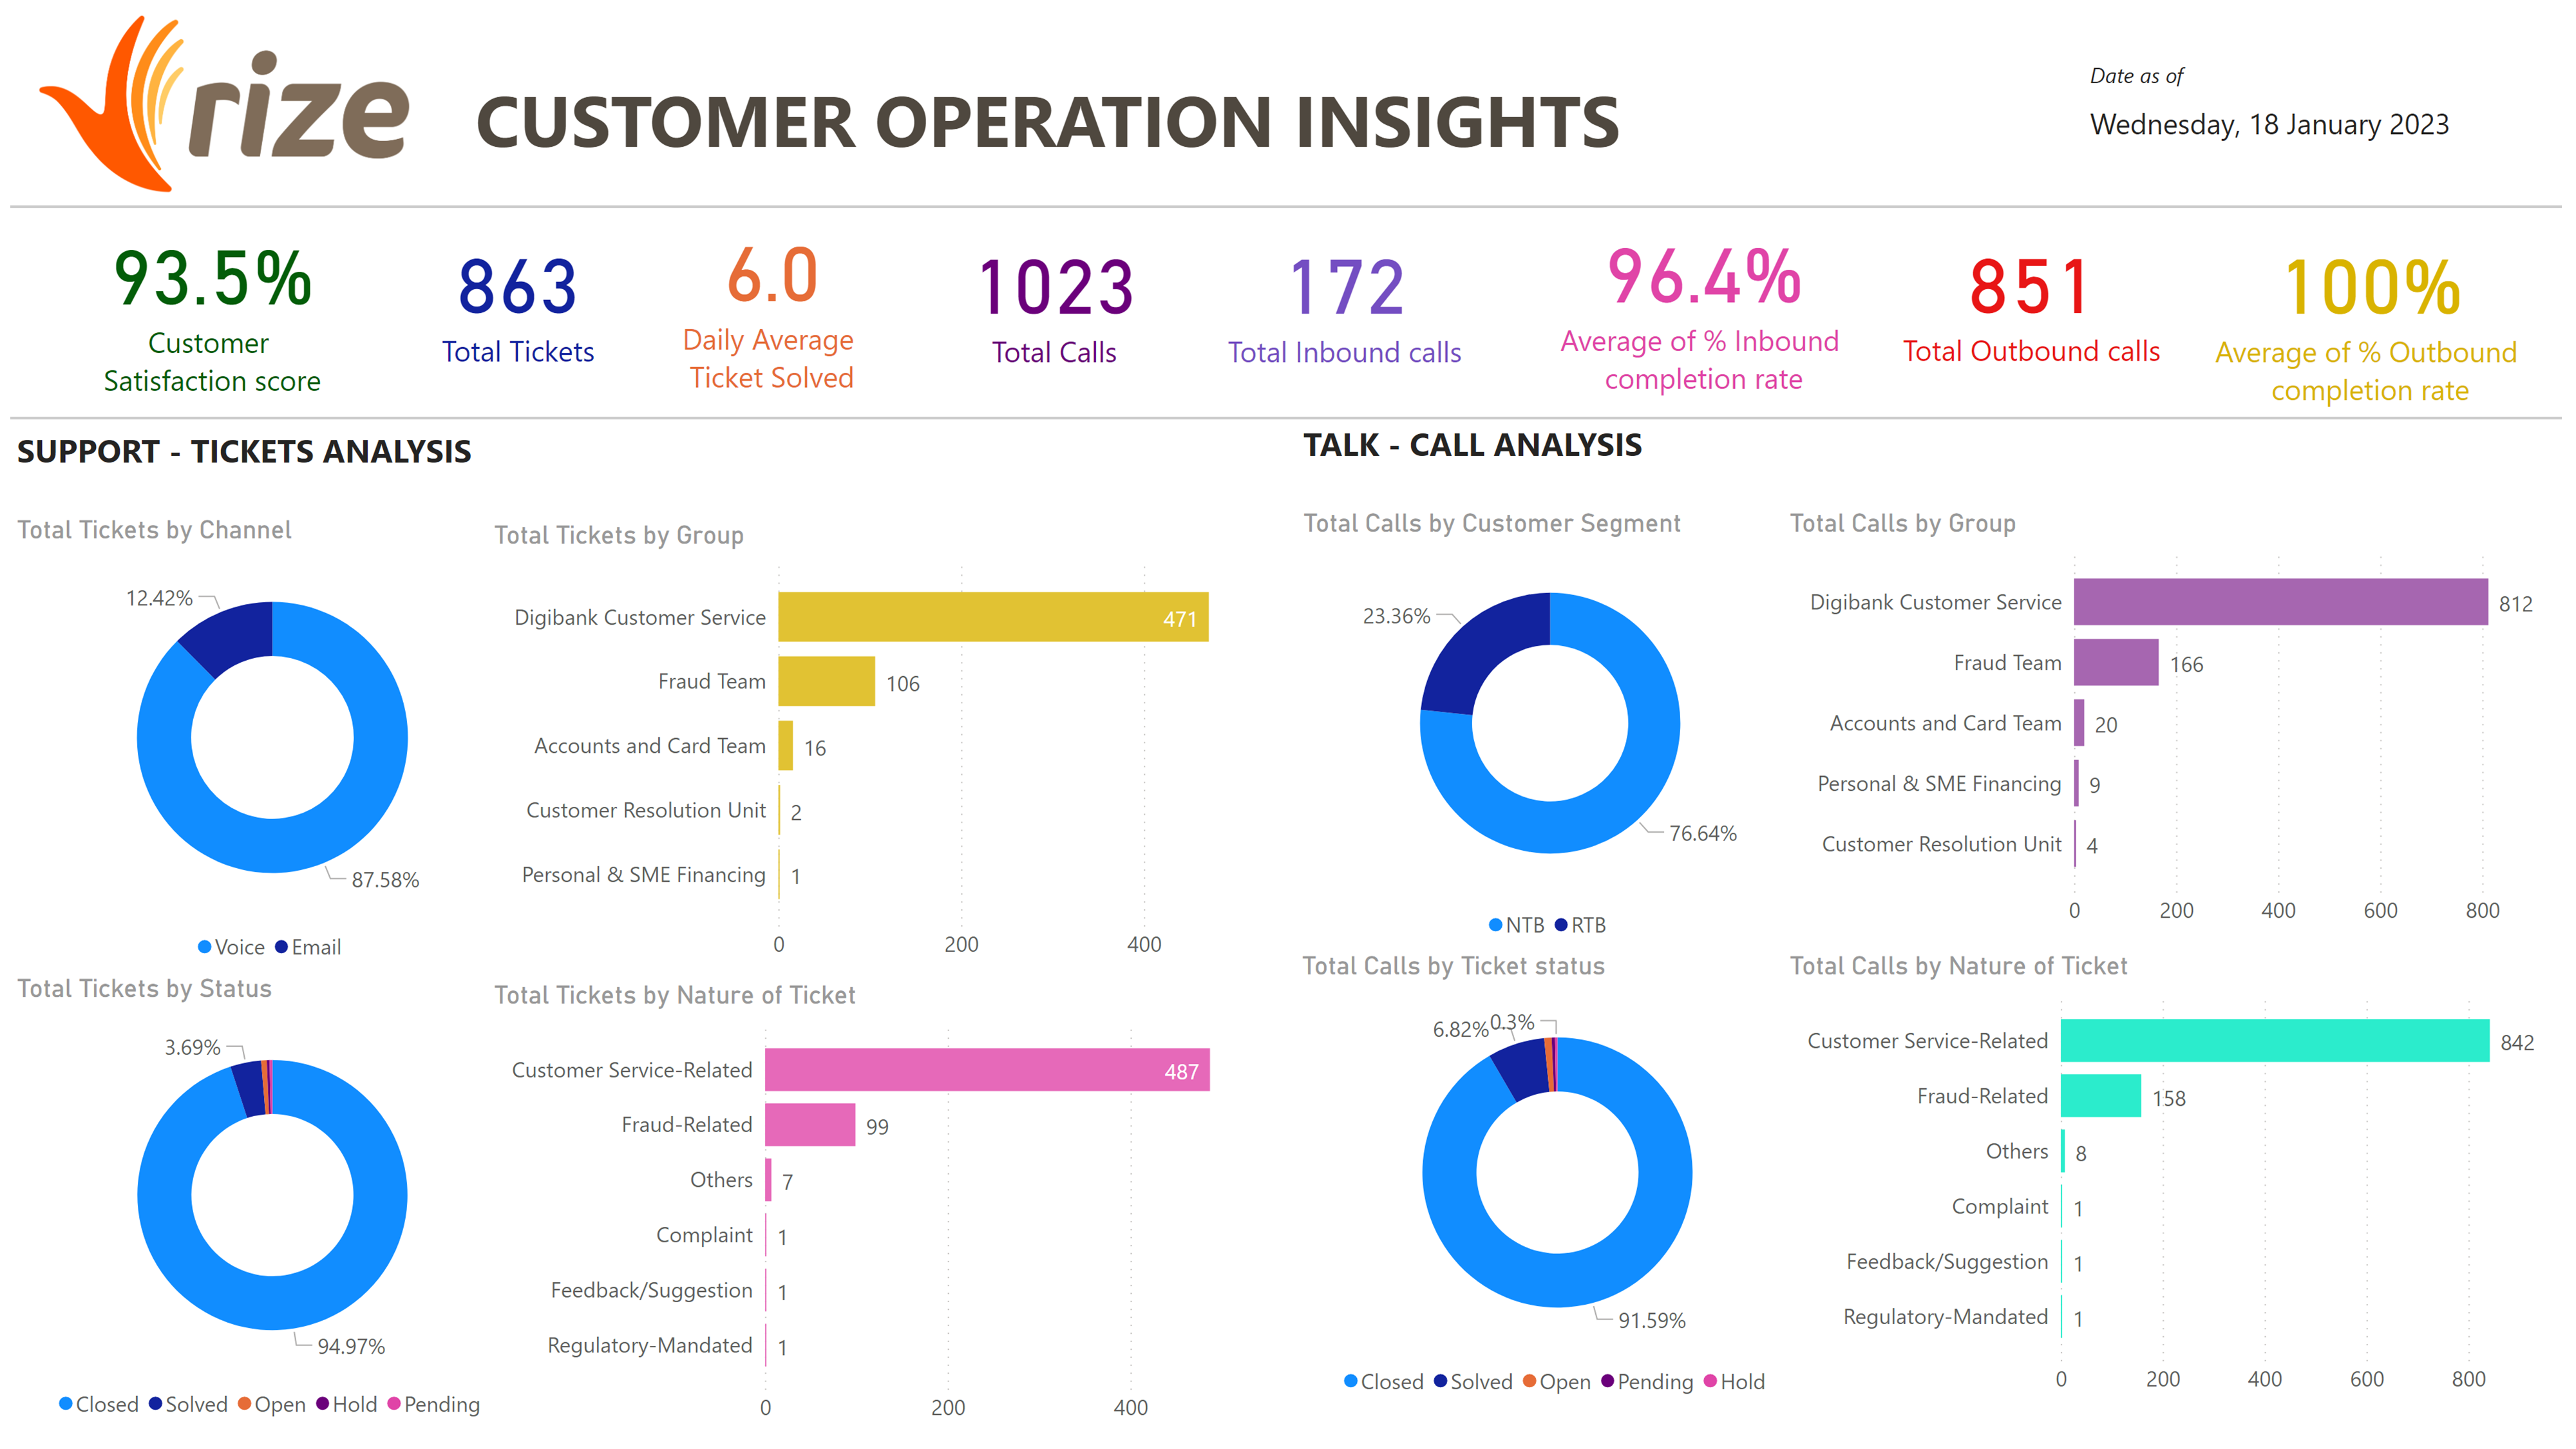 rize
CUSTOMER OPERATION INSIGHTS
Date as of
Wednesday, 18 January 2023
93.5%
Customer
Satisfaction score
863
Total Tickets
6.0
Daily Average
Ticket Solved
1023
Total Calls
172
Total Inbound calls
96.4%
Average of % Inbound
completion rate
851
Total Outbound calls
100%
Average of % Outbound
completion rate
SUPPORT - TICKETS ANALYSIS
Total Tickets by Channel
12.42%
87.58%
Voice Email
Total Tickets by Group
Digibank Customer Service 471
Fraud Team 106
Accounts and Card Team 16
Customer Resolution Unit 2
Personal & SME Financing 1
0 200 400
Total Tickets by Status
3.69%
94.97%
Closed Solved Open Hold Pending
Total Tickets by Nature of Ticket
Customer Service-Related 487
Fraud-Related 99
Others 7
Complaint 1
Feedback/Suggestion 1
Regulatory-Mandated 1
0 200 400
TALK - CALL ANALYSIS
Total Calls by Customer Segment
23.36%
76.64%
NTB RTB
Total Calls by Group
Digibank Customer Service 812
Fraud Team 166
Accounts and Card Team 20
Personal & SME Financing 9
Customer Resolution Unit 4
0 200 400 600 800
Total Calls by Ticket status
6.82% 0.3%
91.59%
Closed Solved Open Pending Hold
Total Calls by Nature of Ticket
Customer Service-Related 842
Fraud-Related 158
Others 8
Complaint 1
Feedback/Suggestion 1
Regulatory-Mandated 1
0 200 400 600 800